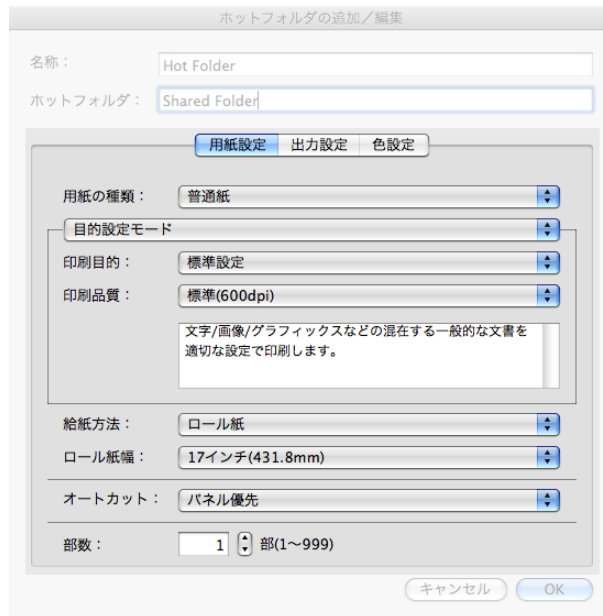 ホットフォルダの追加／編集
名称： Hot Folder
ホットフォルダ： Shared Folder
用紙設定 出力設定 色設定
用紙の種類： 普通紙
目的設定モード
印刷目的： 標準設定
印刷品質： 標準(600dpi)
文字/画像/グラフィックスなどの混在する一般的な文書を
適切な設定で印刷します。
給紙方法： ロール紙
ロール紙幅： 17インチ(431.8mm)
オートカット： パネル優先
部数： 1 部(1〜999)
キャンセル OK